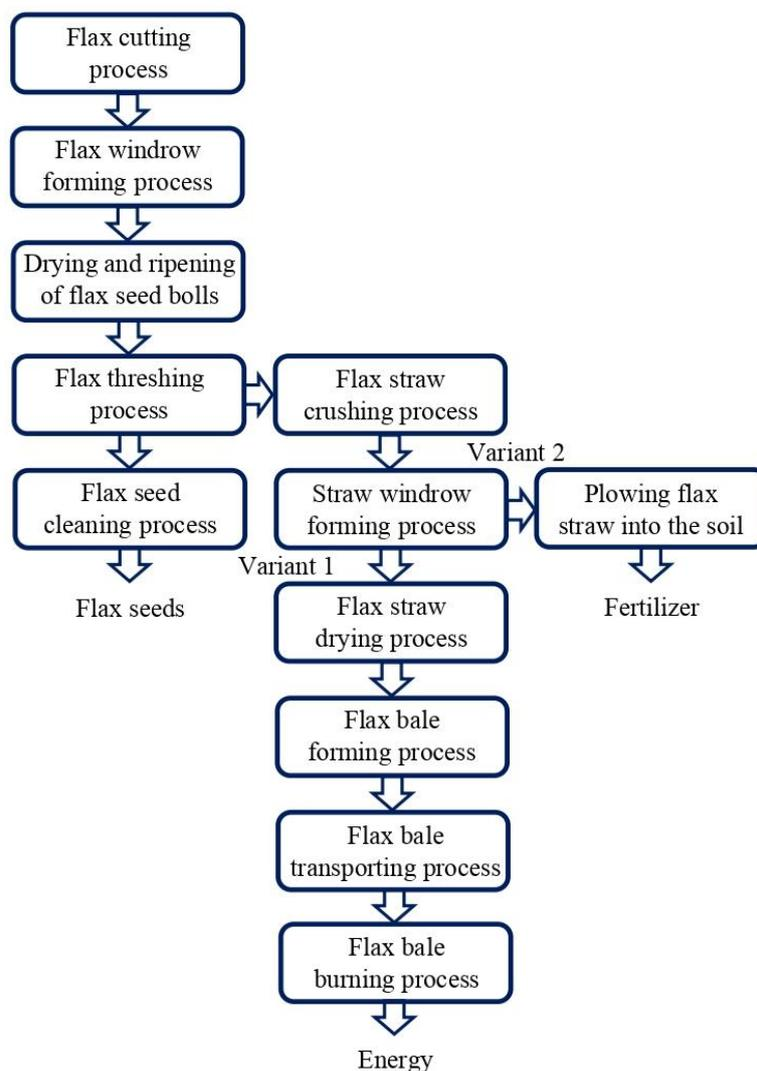 Flax cutting
process
Flax windrow
forming process
Drying and ripening
of flax seed bolls
Flax threshing
process
Flax straw
crushing process
Variant 2
Flax seed
cleaning process
Straw windrow
forming process
Plowing flax
straw into the soil
Variant 1
Flax seeds
Flax straw
drying process
Fertilizer
Flax bale
forming process
Flax bale
transporting process
Flax bale
burning process
Energy